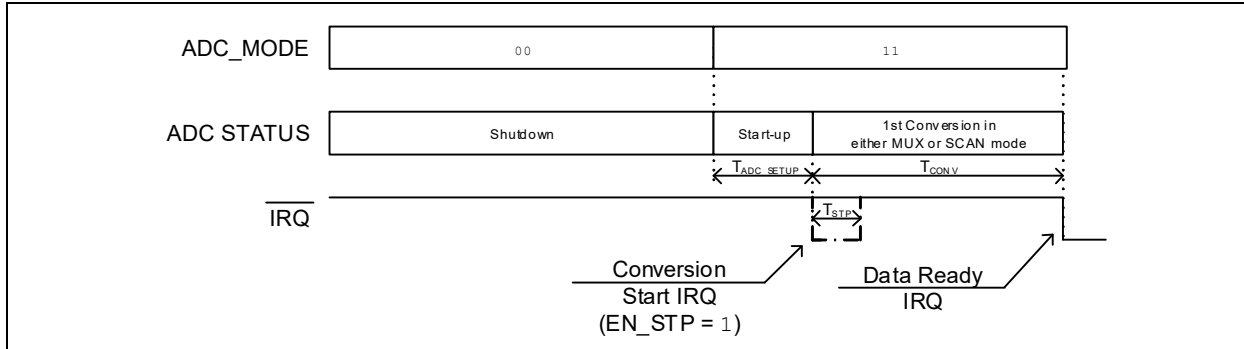 ADC_MODE
00
11
ADC STATUS
Shutdown
Start-up
1st Conversion in
either MUX or SCAN mode
TADC_SETUP
TCONV
IRQ
TSTP
Conversion
Start IRQ
(EN_STP = 1)
Data Ready
IRQ